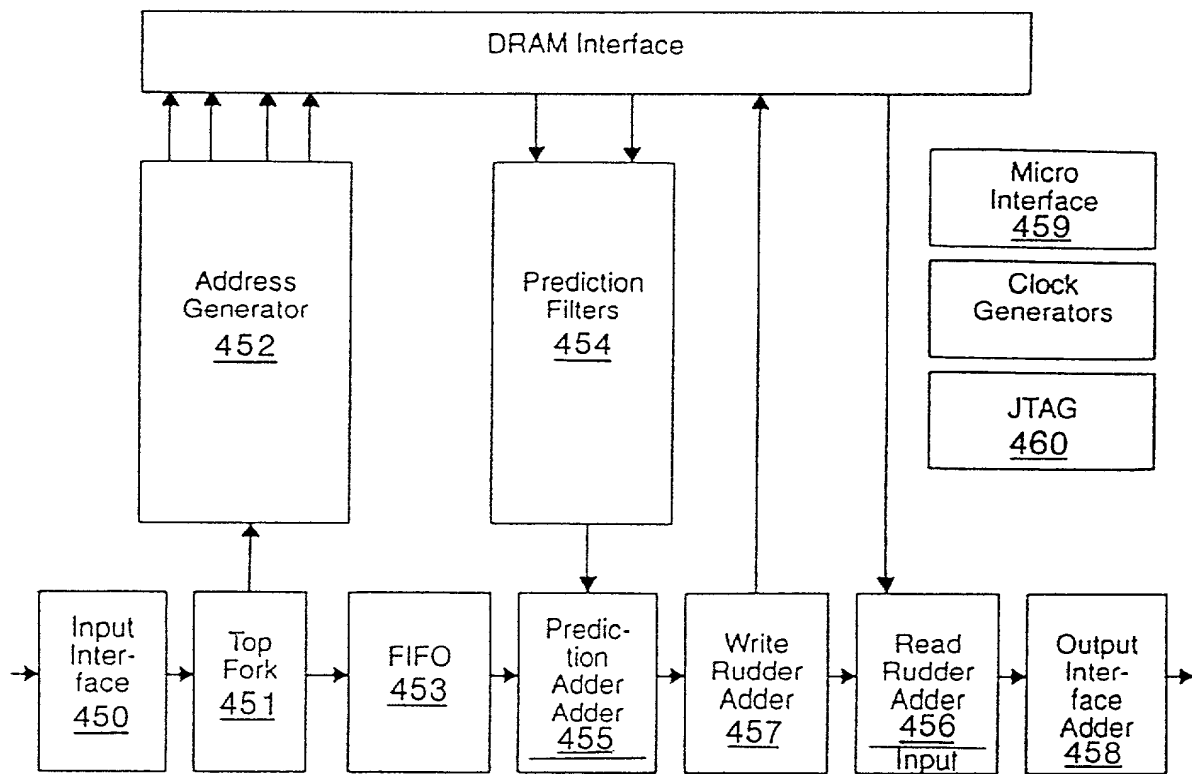 DRAM Interface
Micro
Interface
459
Address
Generator
452
Prediction
Filters
454
Clock
Generators
JTAG
460
Input
Inter-
face
450
Top
Fork
451
FIFO
453
Predic-
tion
Adder
Adder
455
Write
Rudder
Adder
457
Read
Rudder
Adder
456
Input
Output
Inter-
face
Adder
458